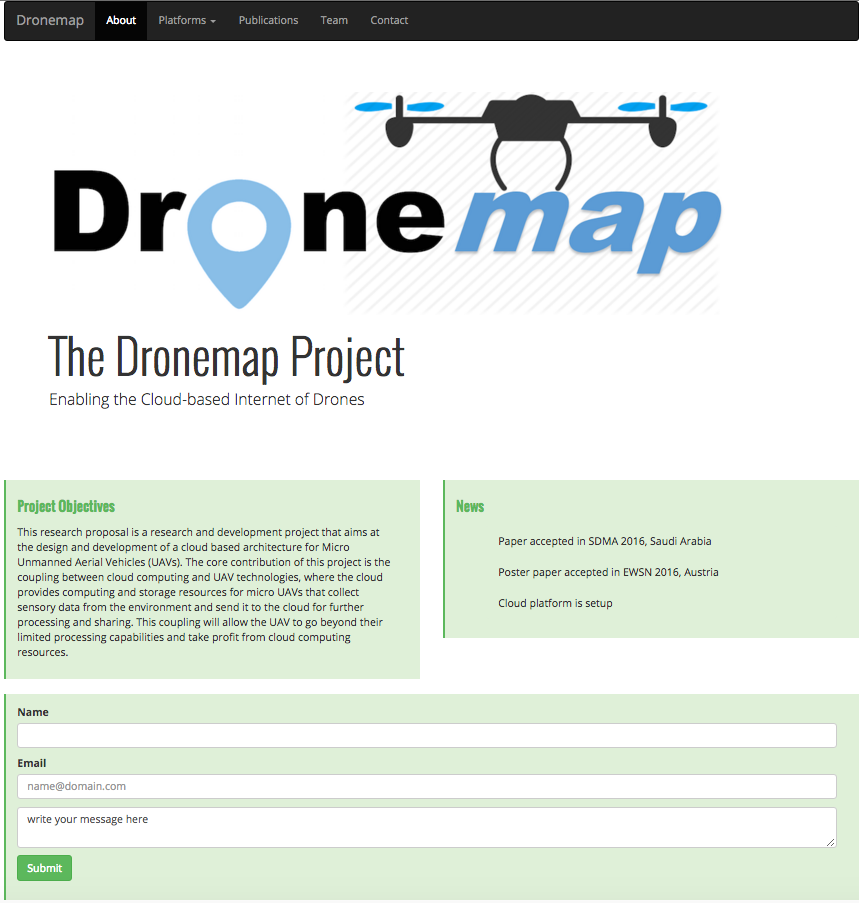 Dronemap About Platforms Publications Team Contact
Dronemap
The Dronemap Project
Enabling the Cloud-based Internet of Drones
Project Objectives
This research proposal is a research and development project that aims at
the design and development of a cloud based architecture for Micro
Unmanned Aerial Vehicles (UAVs). The core contribution of this project is the
coupling between cloud computing and UAV technologies, where the cloud
provides computing and storage resources for micro UAVs that collect
sensory data from the environment and send it to the cloud for further
processing and sharing. This coupling will allow the UAV to go beyond their
limited processing capabilities and take profit from cloud computing
resources.
News
Paper accepted in SDMA 2016, Saudi Arabia
Poster paper accepted in EWSN 2016, Austria
Cloud platform is setup
Name
Email
name@domain.com
write your message here
Submit